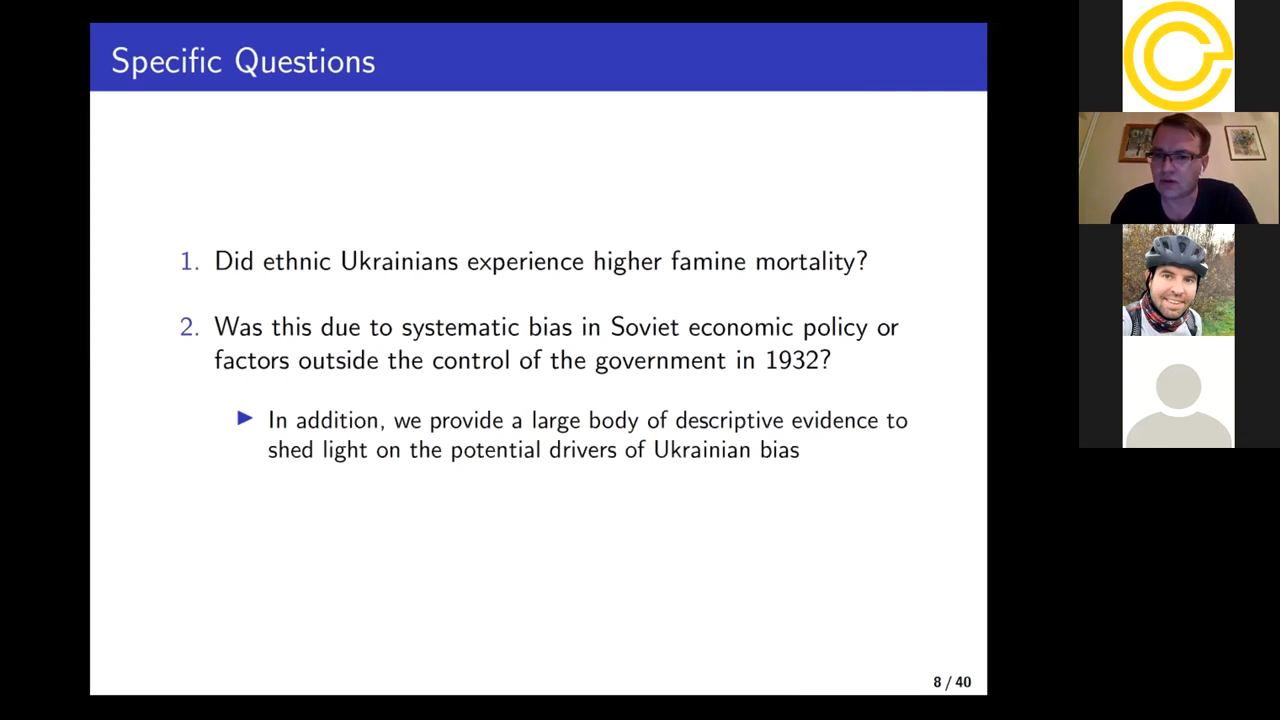 Specific Questions
1. Did ethnic Ukrainians experience higher famine mortality?
2. Was this due to systematic bias in Soviet economic policy or
factors outside the control of the government in 1932?
In addition, we provide a large body of descriptive evidence to
shed light on the potential drivers of Ukrainian bias
8 / 40